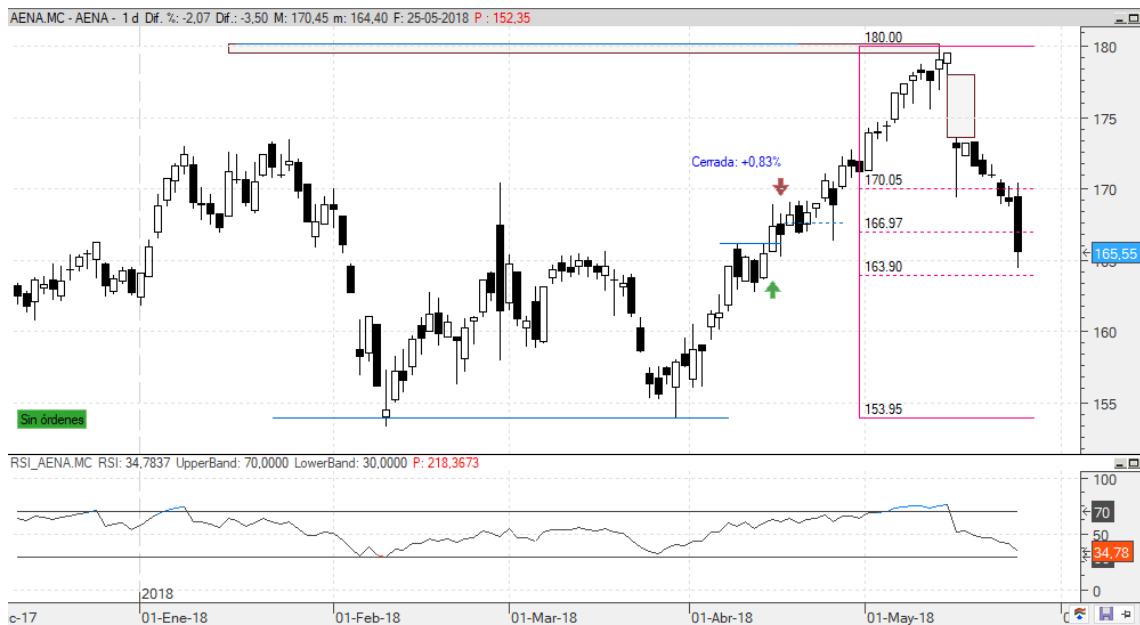 AENA.MC - AENA - 1 d Dif. %: -2,07 Dif.: -3,50 M: 170,45 m: 164,40 F: 25-05-2018 P : 152,35
180.00
180
175
Cerrada: +0,83%
170.05
170
166.97
165,55
163.90
165
160
153.95
155
Sin órdenes
RSI_AENA.MC RSI: 34,7837 UpperBand: 70,0000 LowerBand: 30,0000 P: 218,3673
100
70
50
34,78
0
2018
c-17
01-Ene-18
01-Feb-18
01-Mar-18
01-Abr-18
01-May-18